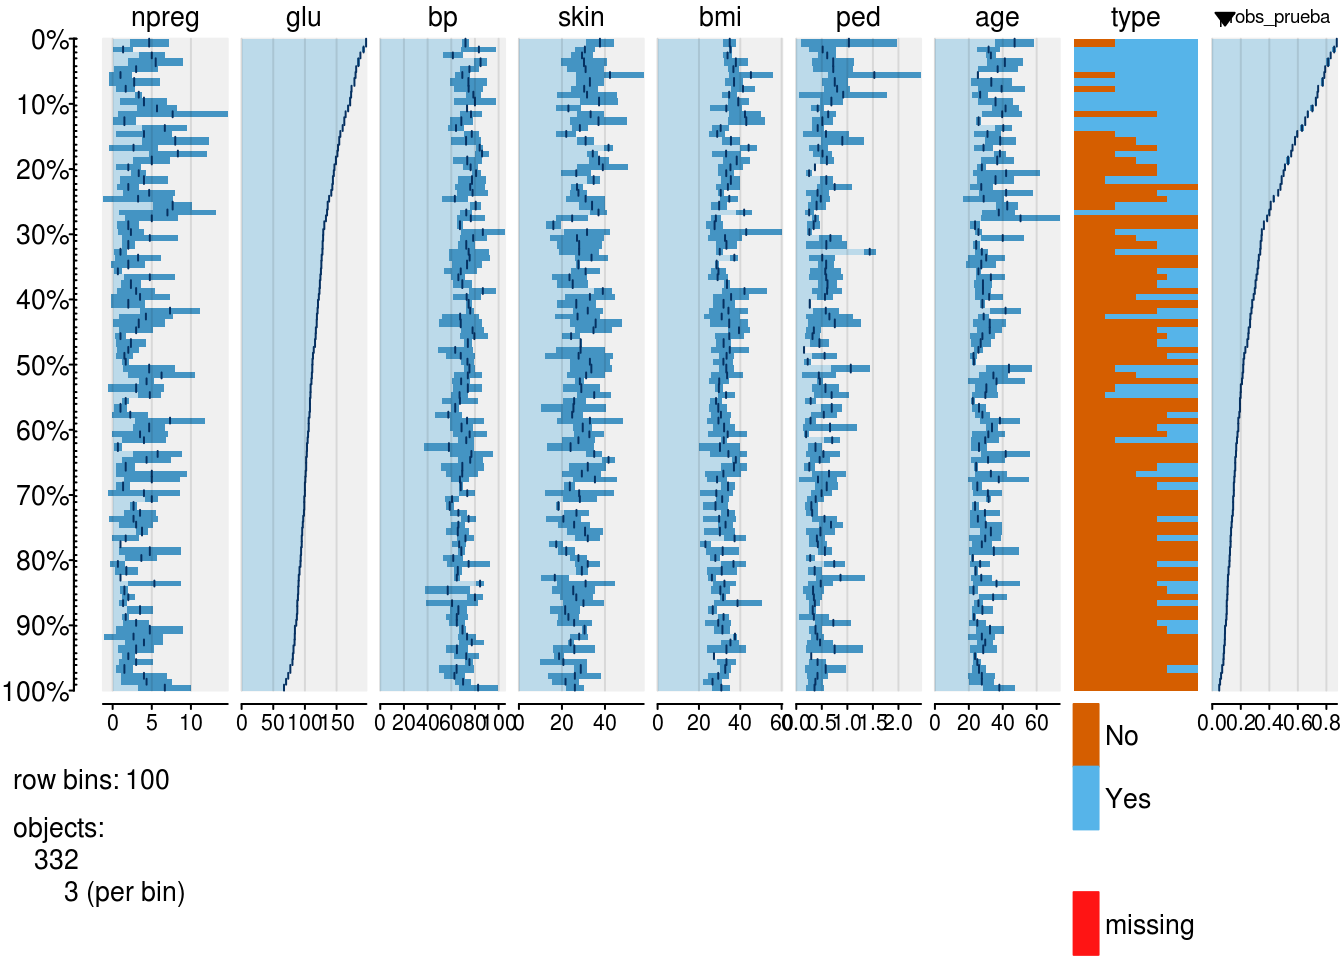 npreg glu bp skin bmi ped age type probs_prueba
0%
10%
20%
30%
40%
50%
60%
70%
80%
90%
100%
0 5 10 0 50 100 150 0 20 40 60 80 100 0 20 40 0 20 40 60 0.0 0.5 1.0 1.5 2.0 0 20 40 60 0.0 0.2 0.4 0.6 0.8
No
row bins: 100
Yes
objects:
332
3 (per bin)
missing